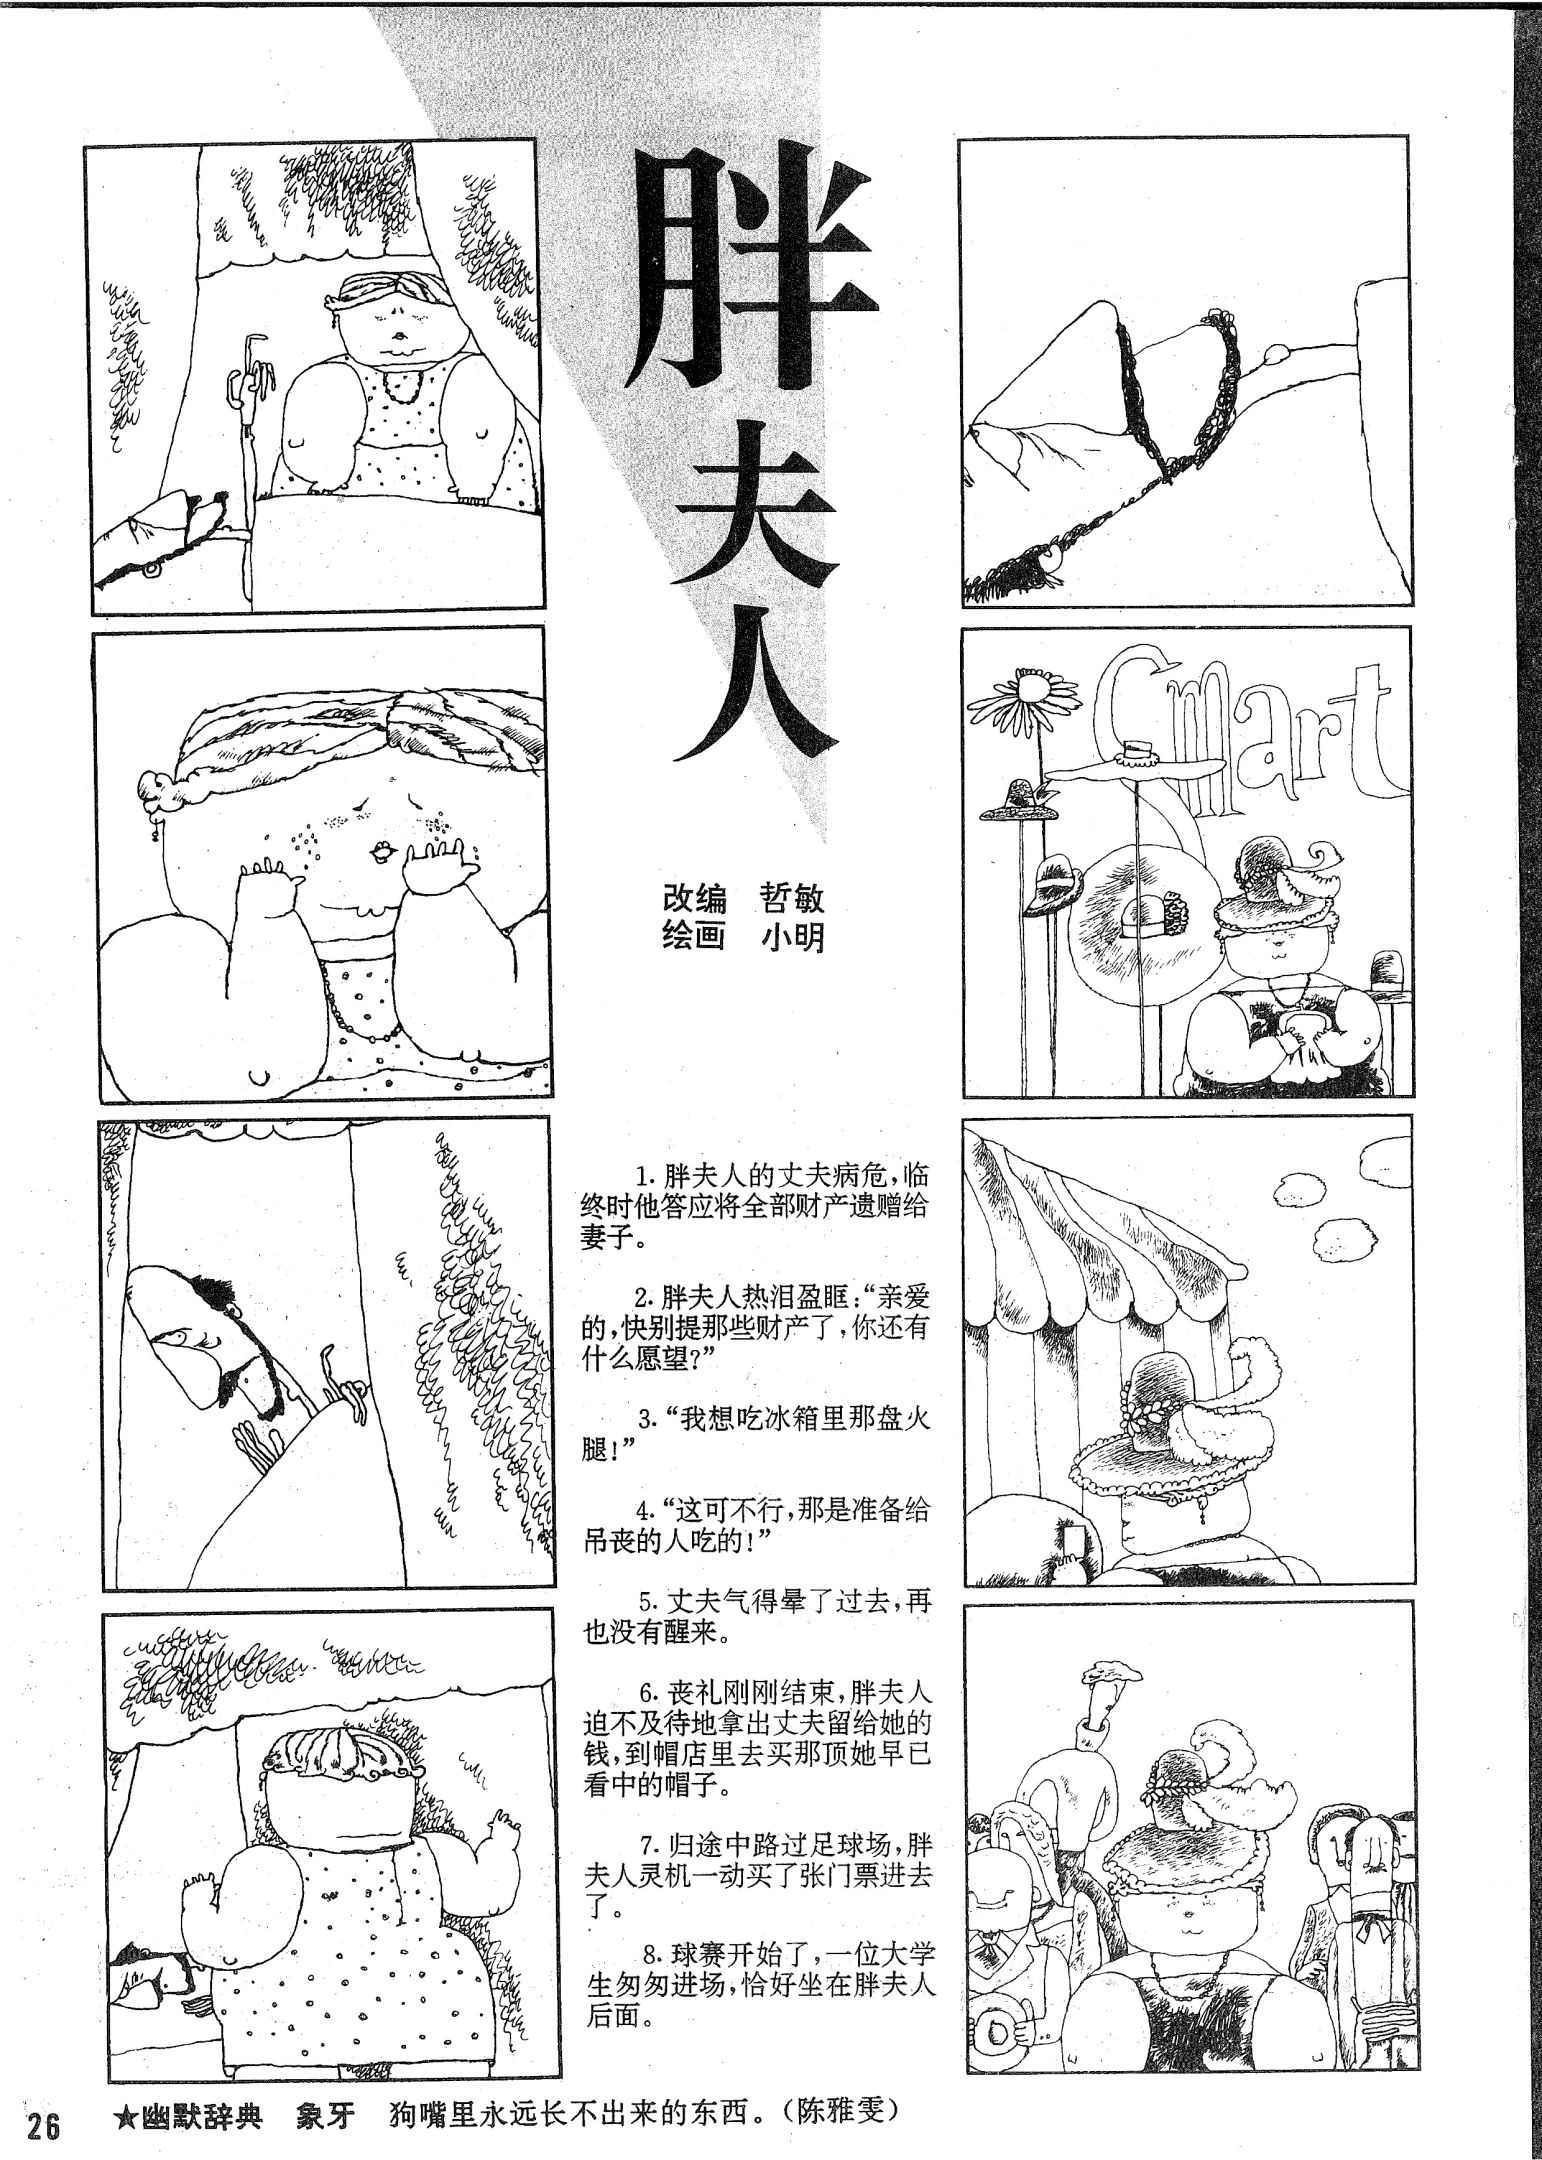 胖夫人
改编　哲敏
绘画　小明
Cmart
1. 胖夫人的丈夫病危，临
终时他答应将全部财产遗赠给
妻子。
2. 胖夫人热泪盈眶：“亲爱
的，快别提那些财产了，你还有
什么愿望？”
3. “我想吃冰箱里那盘火
腿！”
4. “这可不行，那是准备给
吊丧的人吃的！”
5. 丈夫气得晕了过去，再
也没有醒来。
6. 丧礼刚刚结束，胖夫人
迫不及待地拿出丈夫留给她的
钱，到帽店里去买那顶她早已
看中的帽子。
7. 归途中路过足球场，胖
夫人灵机一动买了张门票进去
了。
8. 球赛开始了，一位大学
生匆匆进场，恰好坐在胖夫人
后面。
★幽默辞典　象牙　狗嘴里永远长不出来的东西。（陈雅雯）
26